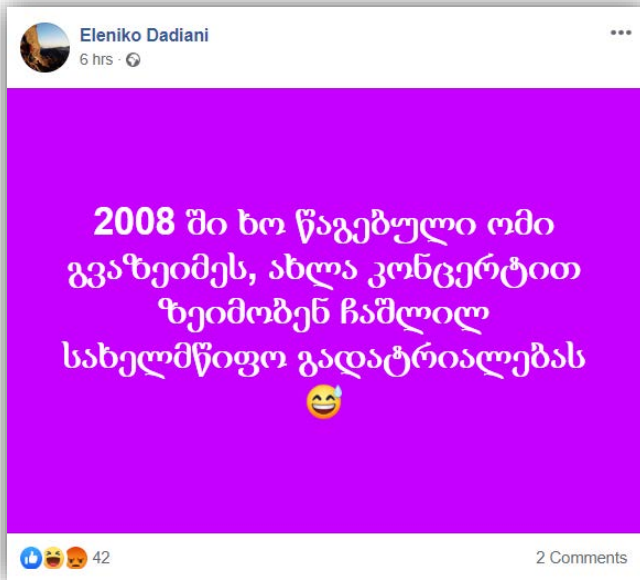 Eleniko Dadiani
6 hrs ·
2008 ში ხო წაგებული ომი
გვაზეიმეს, ახლა კონცერტით
ზეიმობენ ჩაშლილ
სახელმწიფო გადატრიალებას
😅
42
2 Comments